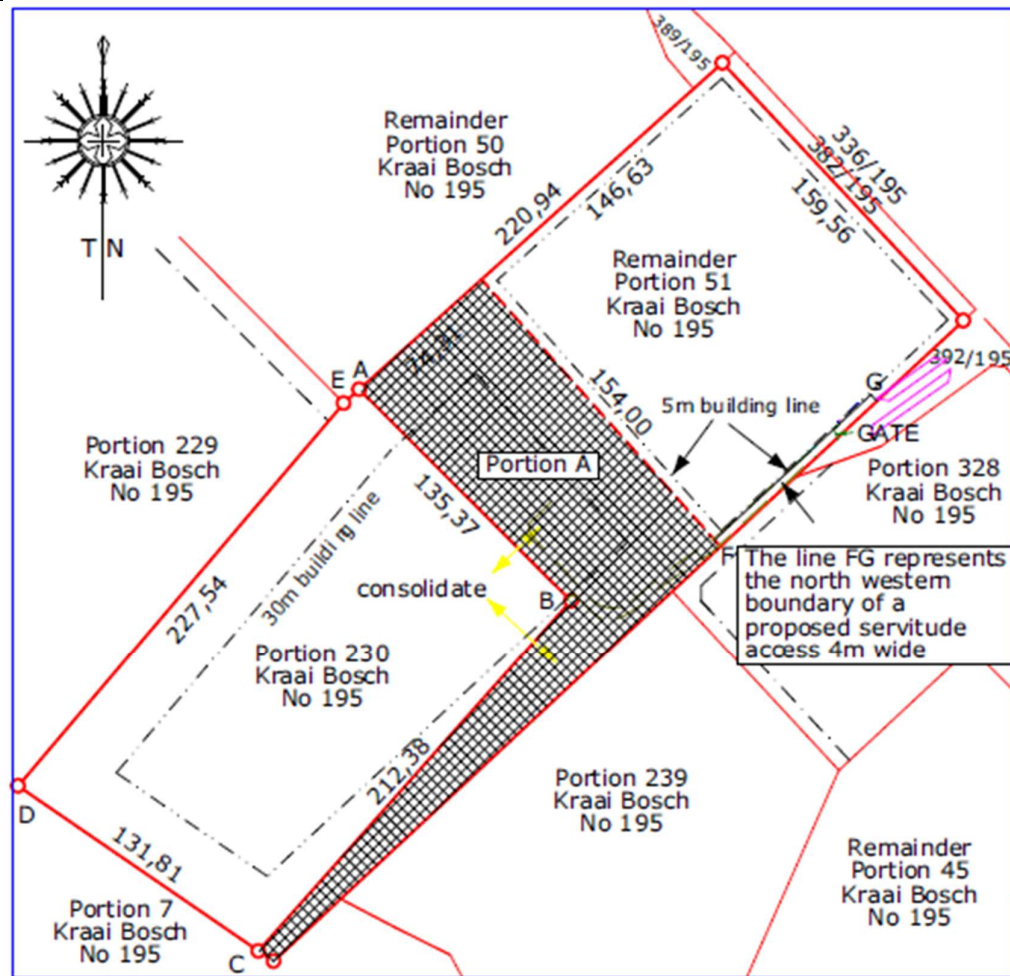 389/195
336/195
382/195
Remainder
Portion 50
Kraai Bosch
No 195
220,94
146,63
159,56
T N
Remainder
Portion 51
Kraai Bosch
No 195
392/195
E A
154,00
5m building line
G
GATE
Portion 229
Kraai Bosch
No 195
Portion A
Portion 328
Kraai Bosch
No 195
135,37
30m building line
consolidate
B
F
The line FG represents
the north western
boundary of a
proposed servitude
access 4m wide
227,54
Portion 230
Kraai Bosch
No 195
212,38
Portion 239
Kraai Bosch
No 195
D
131,81
Remainder
Portion 45
Kraai Bosch
No 195
Portion 7
Kraai Bosch
No 195
C